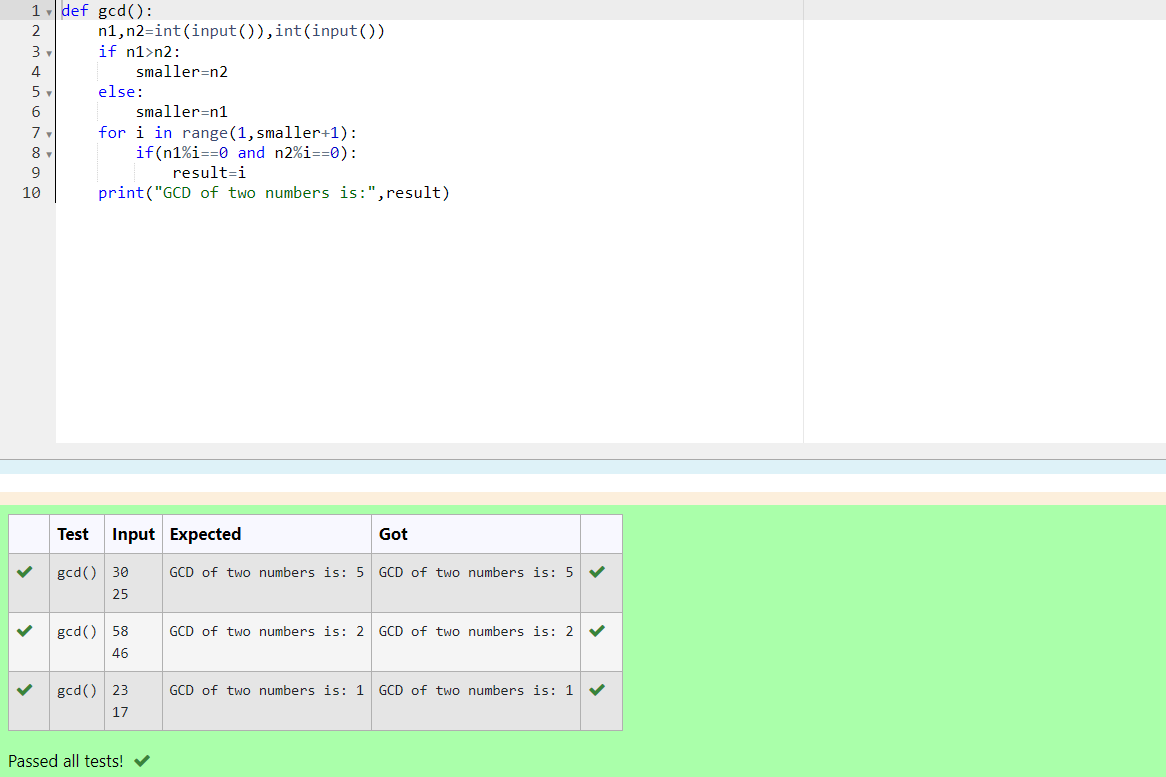 1 def gcd():
2     n1,n2=int(input()),int(input())
3     if n1>n2:
4         smaller=n2
5     else:
6         smaller=n1
7     for i in range(1,smaller+1):
8         if(n1%i==0 and n2%i==0):
9             result=i
10     print("GCD of two numbers is:",result)
Test Input Expected Got
gcd() 30 GCD of two numbers is: 5 GCD of two numbers is: 5
25
gcd() 58 GCD of two numbers is: 2 GCD of two numbers is: 2
46
gcd() 23 GCD of two numbers is: 1 GCD of two numbers is: 1
17
Passed all tests!